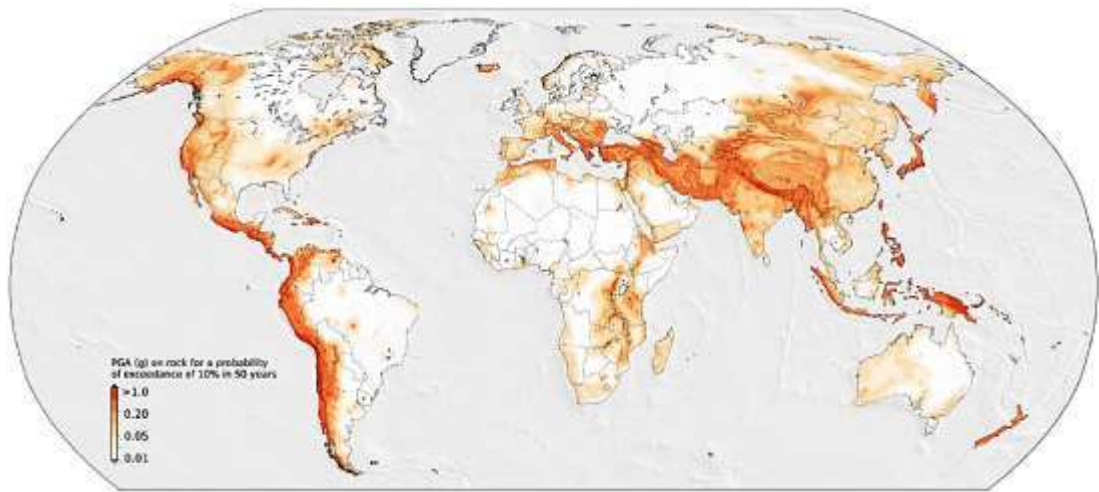 PGA (g) on rock for a probability
of exceedance of 10% in 50 years
>1.0
0.20
0.05
0.01